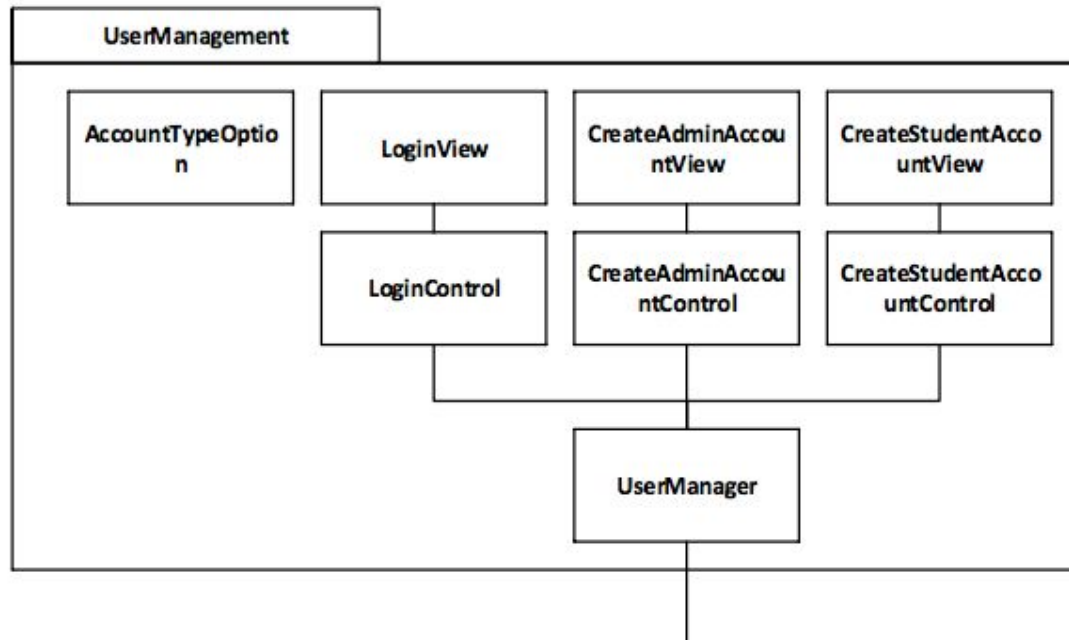 UserManagement
AccountTypeOptio
n
LoginView
CreateAdminAccou
ntView
CreateStudentAcco
untView
LoginControl
CreateAdminAccou
ntControl
CreateStudentAcco
untControl
UserManager